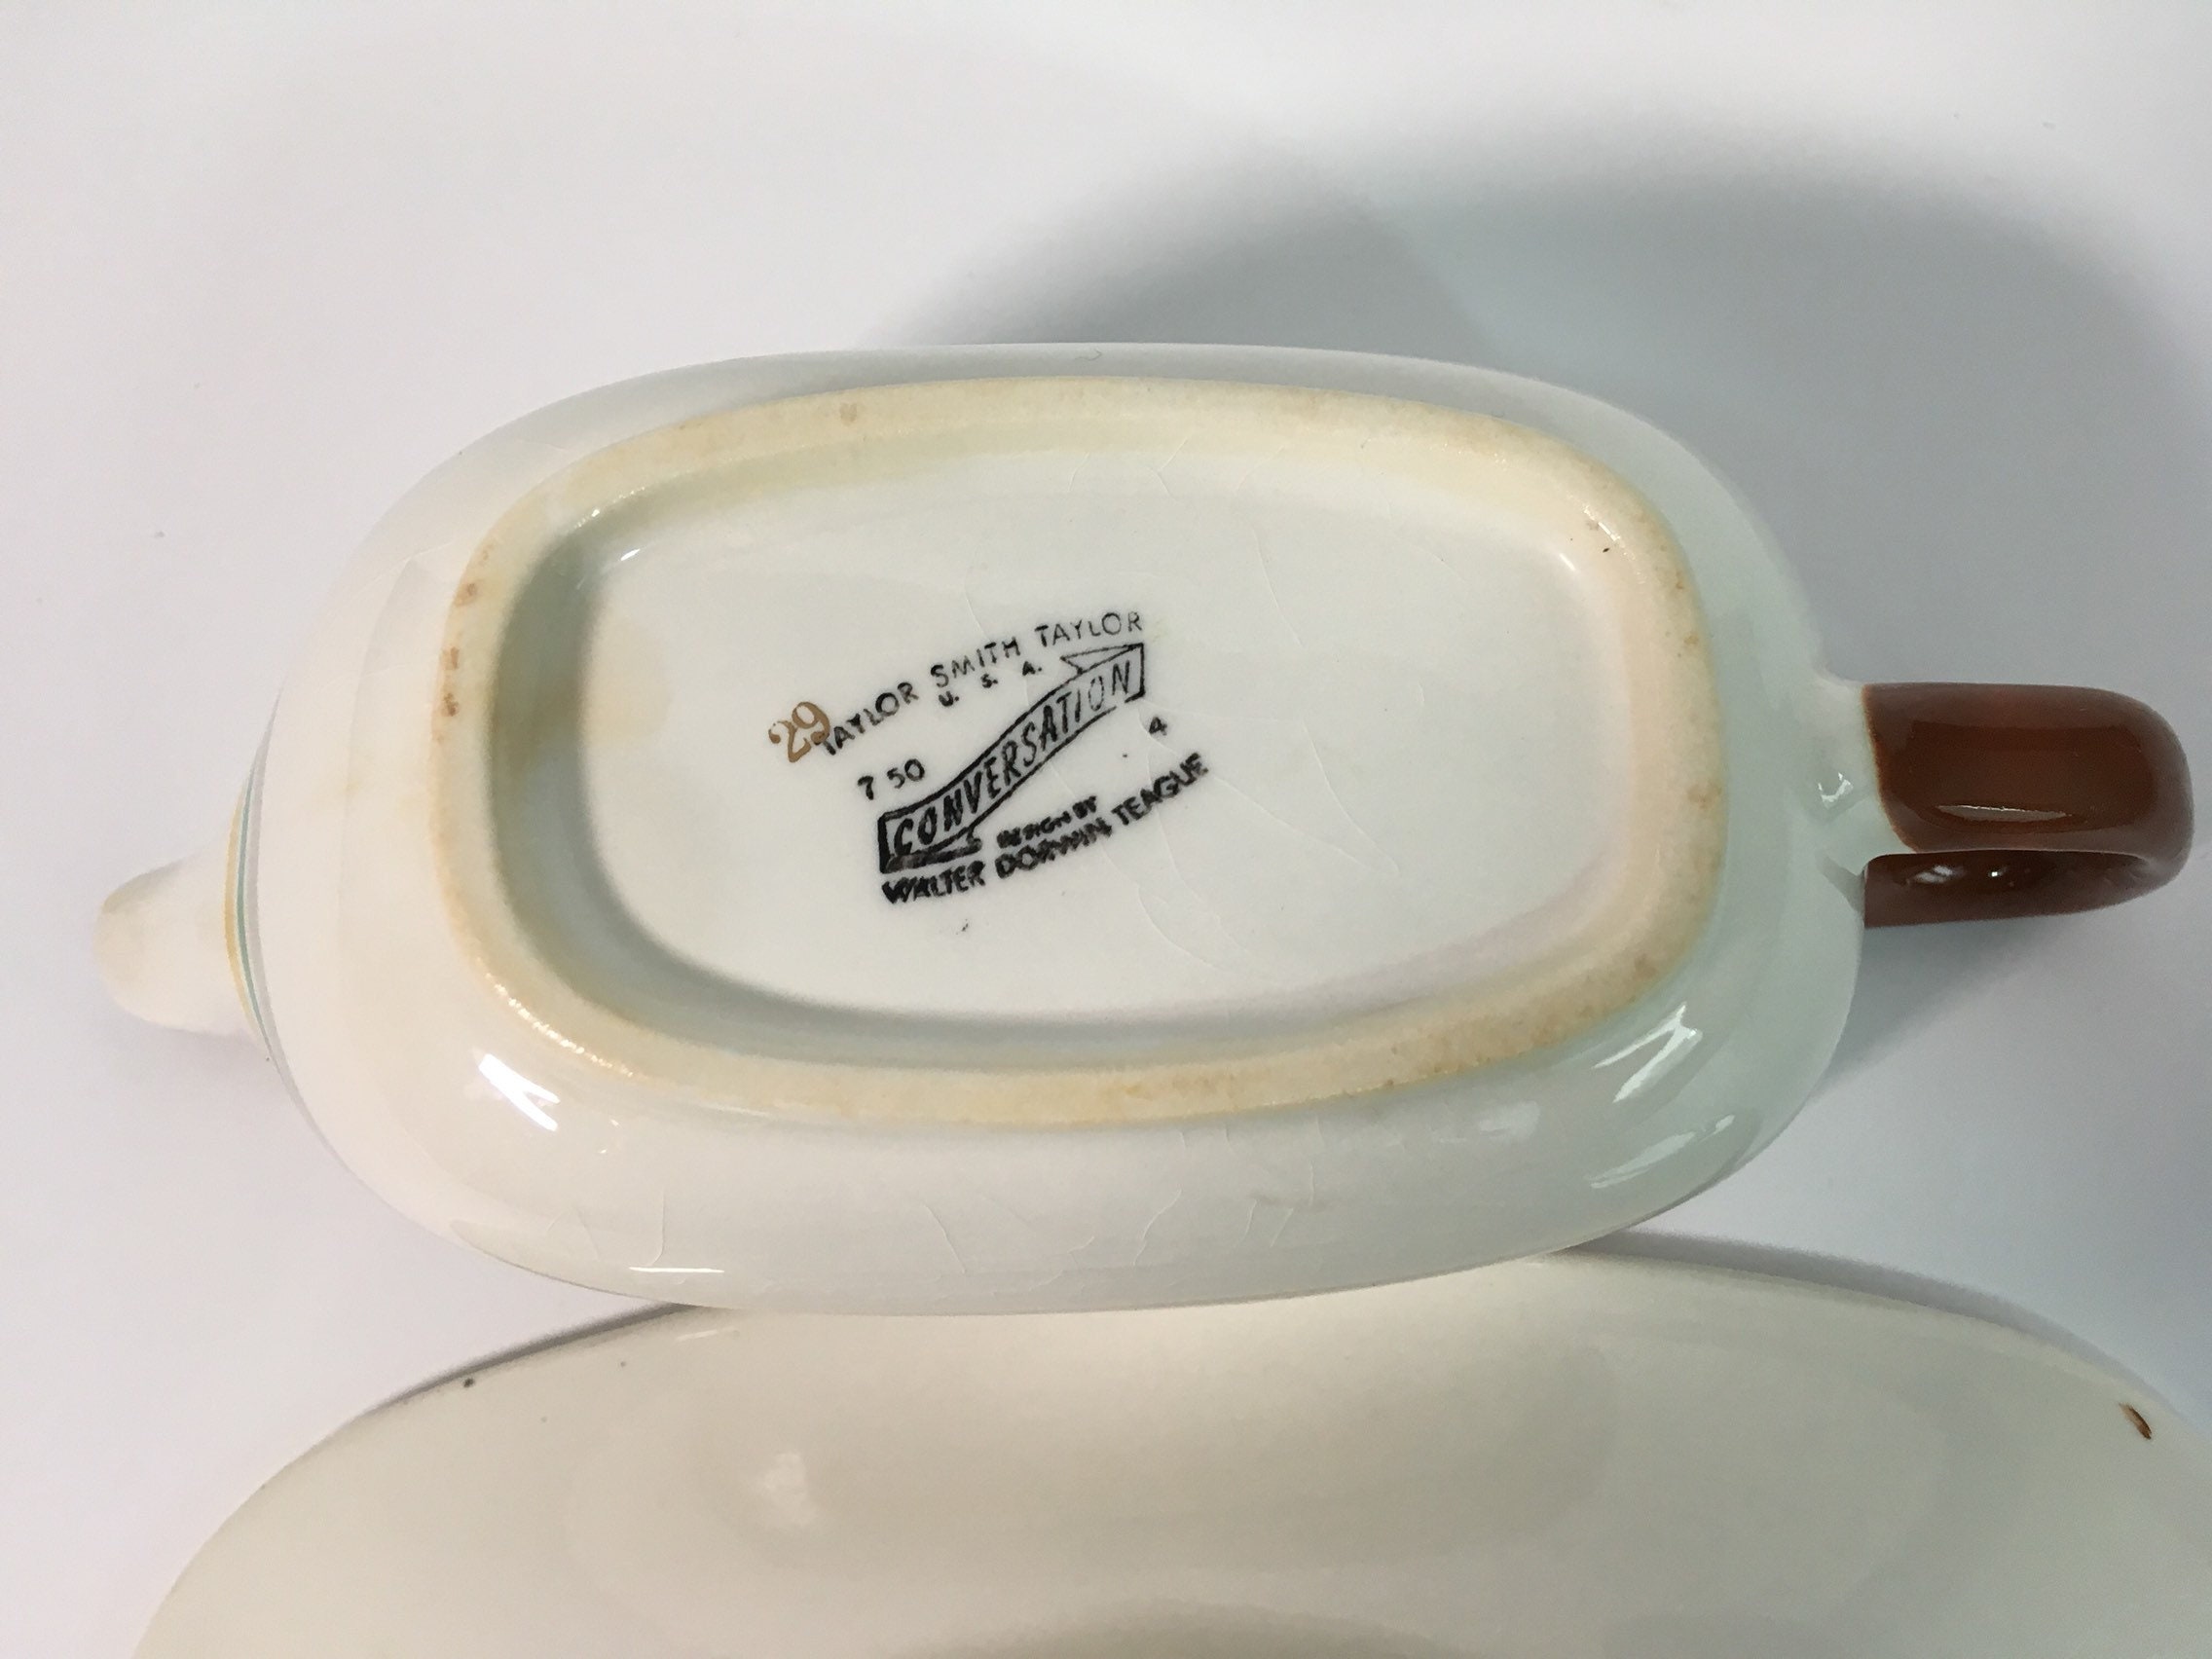 29
TAYLOR SMITH TAYLOR
U. S. A.
7 50
CONVERSATION
4
DESIGN BY
WALTER DORWIN TEAGUE